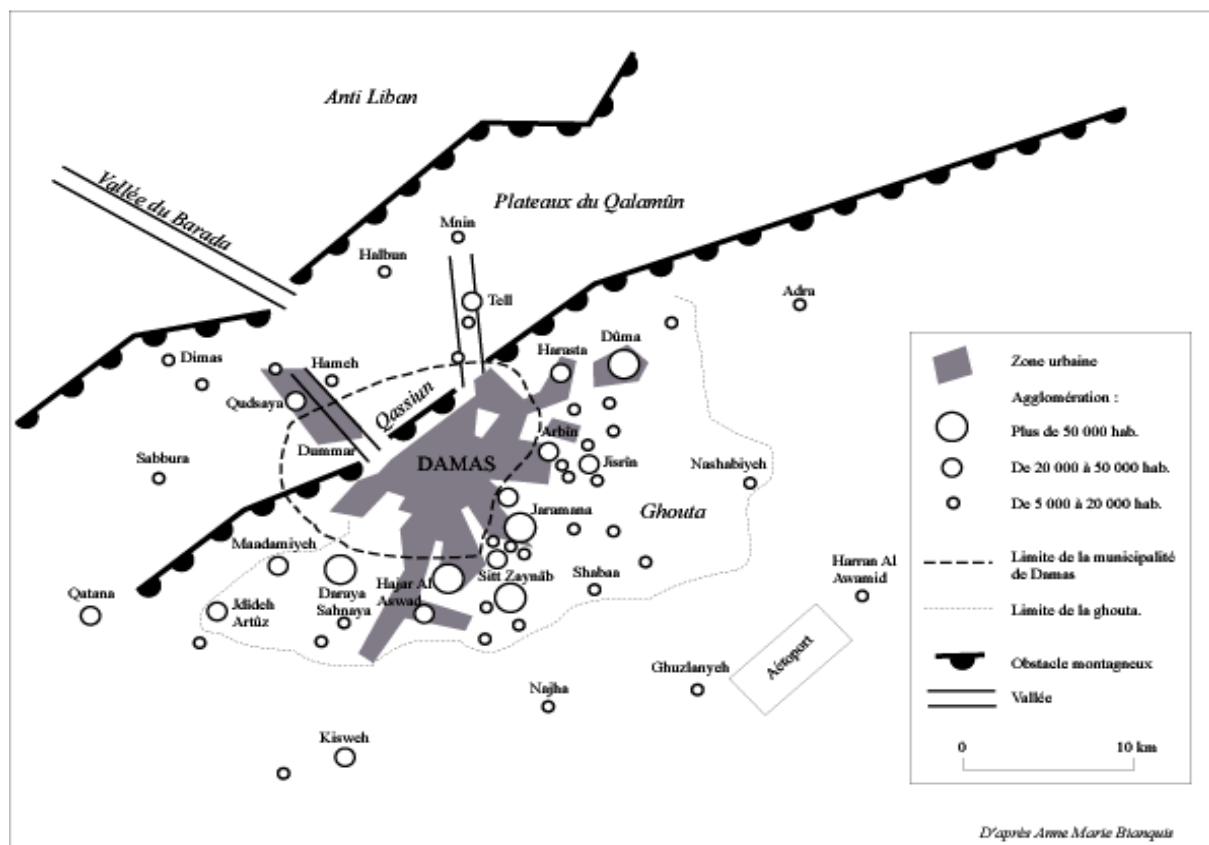 Anti Liban
Vallée du Barada
Plateaux du Qalamûn
Mnin
Halbun
Tell
Adra
Dûma
Harasta
Dimas
Hameh
Qudsaya
Qassiun
Dummar
Arbin
DAMAS
Jisrîn
Nashabiyeh
Sabbura
Jaramana
Ghouta
Maadamiyeh
Qatana
Jdideh
Artûz
Daraya
Sahnaya
Hajar Al
Aswad
Sitt Zaynâb
Shabaa
Harran Al
Awamid
Aétoport
Ghuzlanyeh
Najha
Kisweh
Zone urbaine
Agglomération :
Plus de 50 000 hab.
De 20 000 à 50 000 hab.
De 5 000 à 20 000 hab.
Limite de la municipalité
de Damas
Limite de la ghouta.
Obstacle montagneux
Vallée
0 10 km
D'après Anne Marie Bianquis